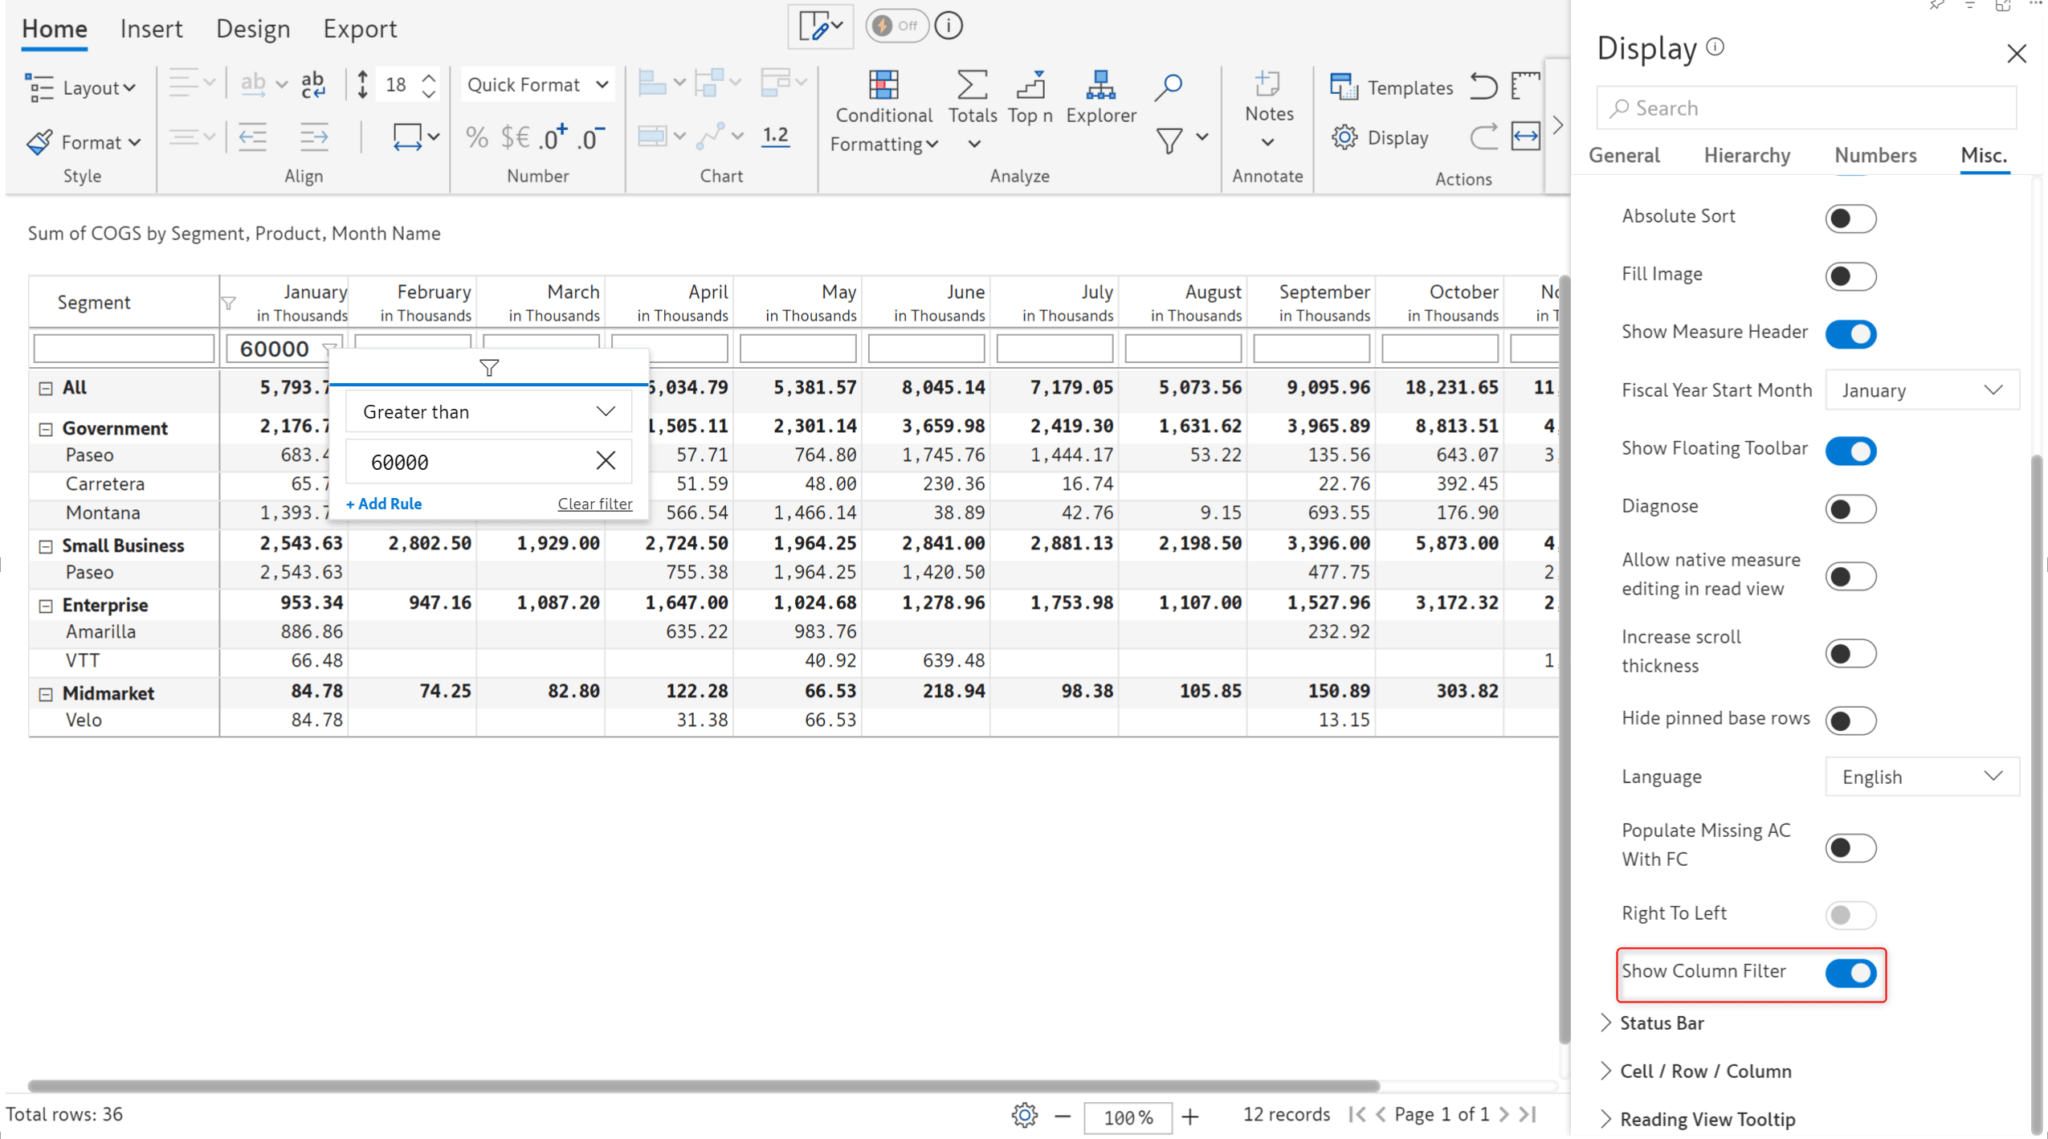 Home Insert Design Export
Off
Layout
ab
ab
c
18
Quick Format
Format
% $€ .0+ .0-
1.2
Conditional
Formatting
Totals
Top n
Explorer
Notes
Templates
Display
Style
Align
Number
Chart
Analyze
Annotate
Actions
Sum of COGS by Segment, Product, Month Name
Segment January February March April May June July August September October
in Thousands in Thousands in Thousands in Thousands in Thousands in Thousands in Thousands in Thousands in Thousands in Thousands
60000
All 5,793. 5,381.57 8,045.14 7,179.05 5,073.56 9,095.96 18,231.65 11
Government 2,176. 1,505.11 2,301.14 3,659.98 2,419.30 1,631.62 3,965.89 8,813.51 4
Paseo 683. 57.71 764.80 1,745.76 1,444.17 53.22 135.56 643.07 3
Carretera 65. 51.59 48.00 230.36 16.74 22.76 392.45
Montana 1,393. 566.54 1,466.14 38.89 42.76 9.15 693.55 176.90
Small Business 2,543.63 2,802.50 1,929.00 2,724.50 1,964.25 2,841.00 2,881.13 2,198.50 3,396.00 5,873.00 4
Paseo 2,543.63 755.38 1,964.25 1,420.50 477.75 2
Enterprise 953.34 947.16 1,087.20 1,647.00 1,024.68 1,278.96 1,753.98 1,107.00 1,527.96 3,172.32 2
Amarilla 886.86 635.22 983.76 232.92
VTT 66.48 40.92 639.48 1
Midmarket 84.78 74.25 82.80 122.28 66.53 218.94 98.38 105.85 150.89 303.82
Velo 84.78 31.38 66.53 13.15
Greater than
60000
+ Add Rule Clear filter
Total rows: 36
100 %
12 records
Page 1 of 1
Display
Search
General Hierarchy Numbers Misc.
Absolute Sort
Fill Image
Show Measure Header
Fiscal Year Start Month January
Show Floating Toolbar
Diagnose
Allow native measure
editing in read view
Increase scroll
thickness
Hide pinned base rows
Language English
Populate Missing AC
With FC
Right To Left
Show Column Filter
Status Bar
Cell / Row / Column
Reading View Tooltip